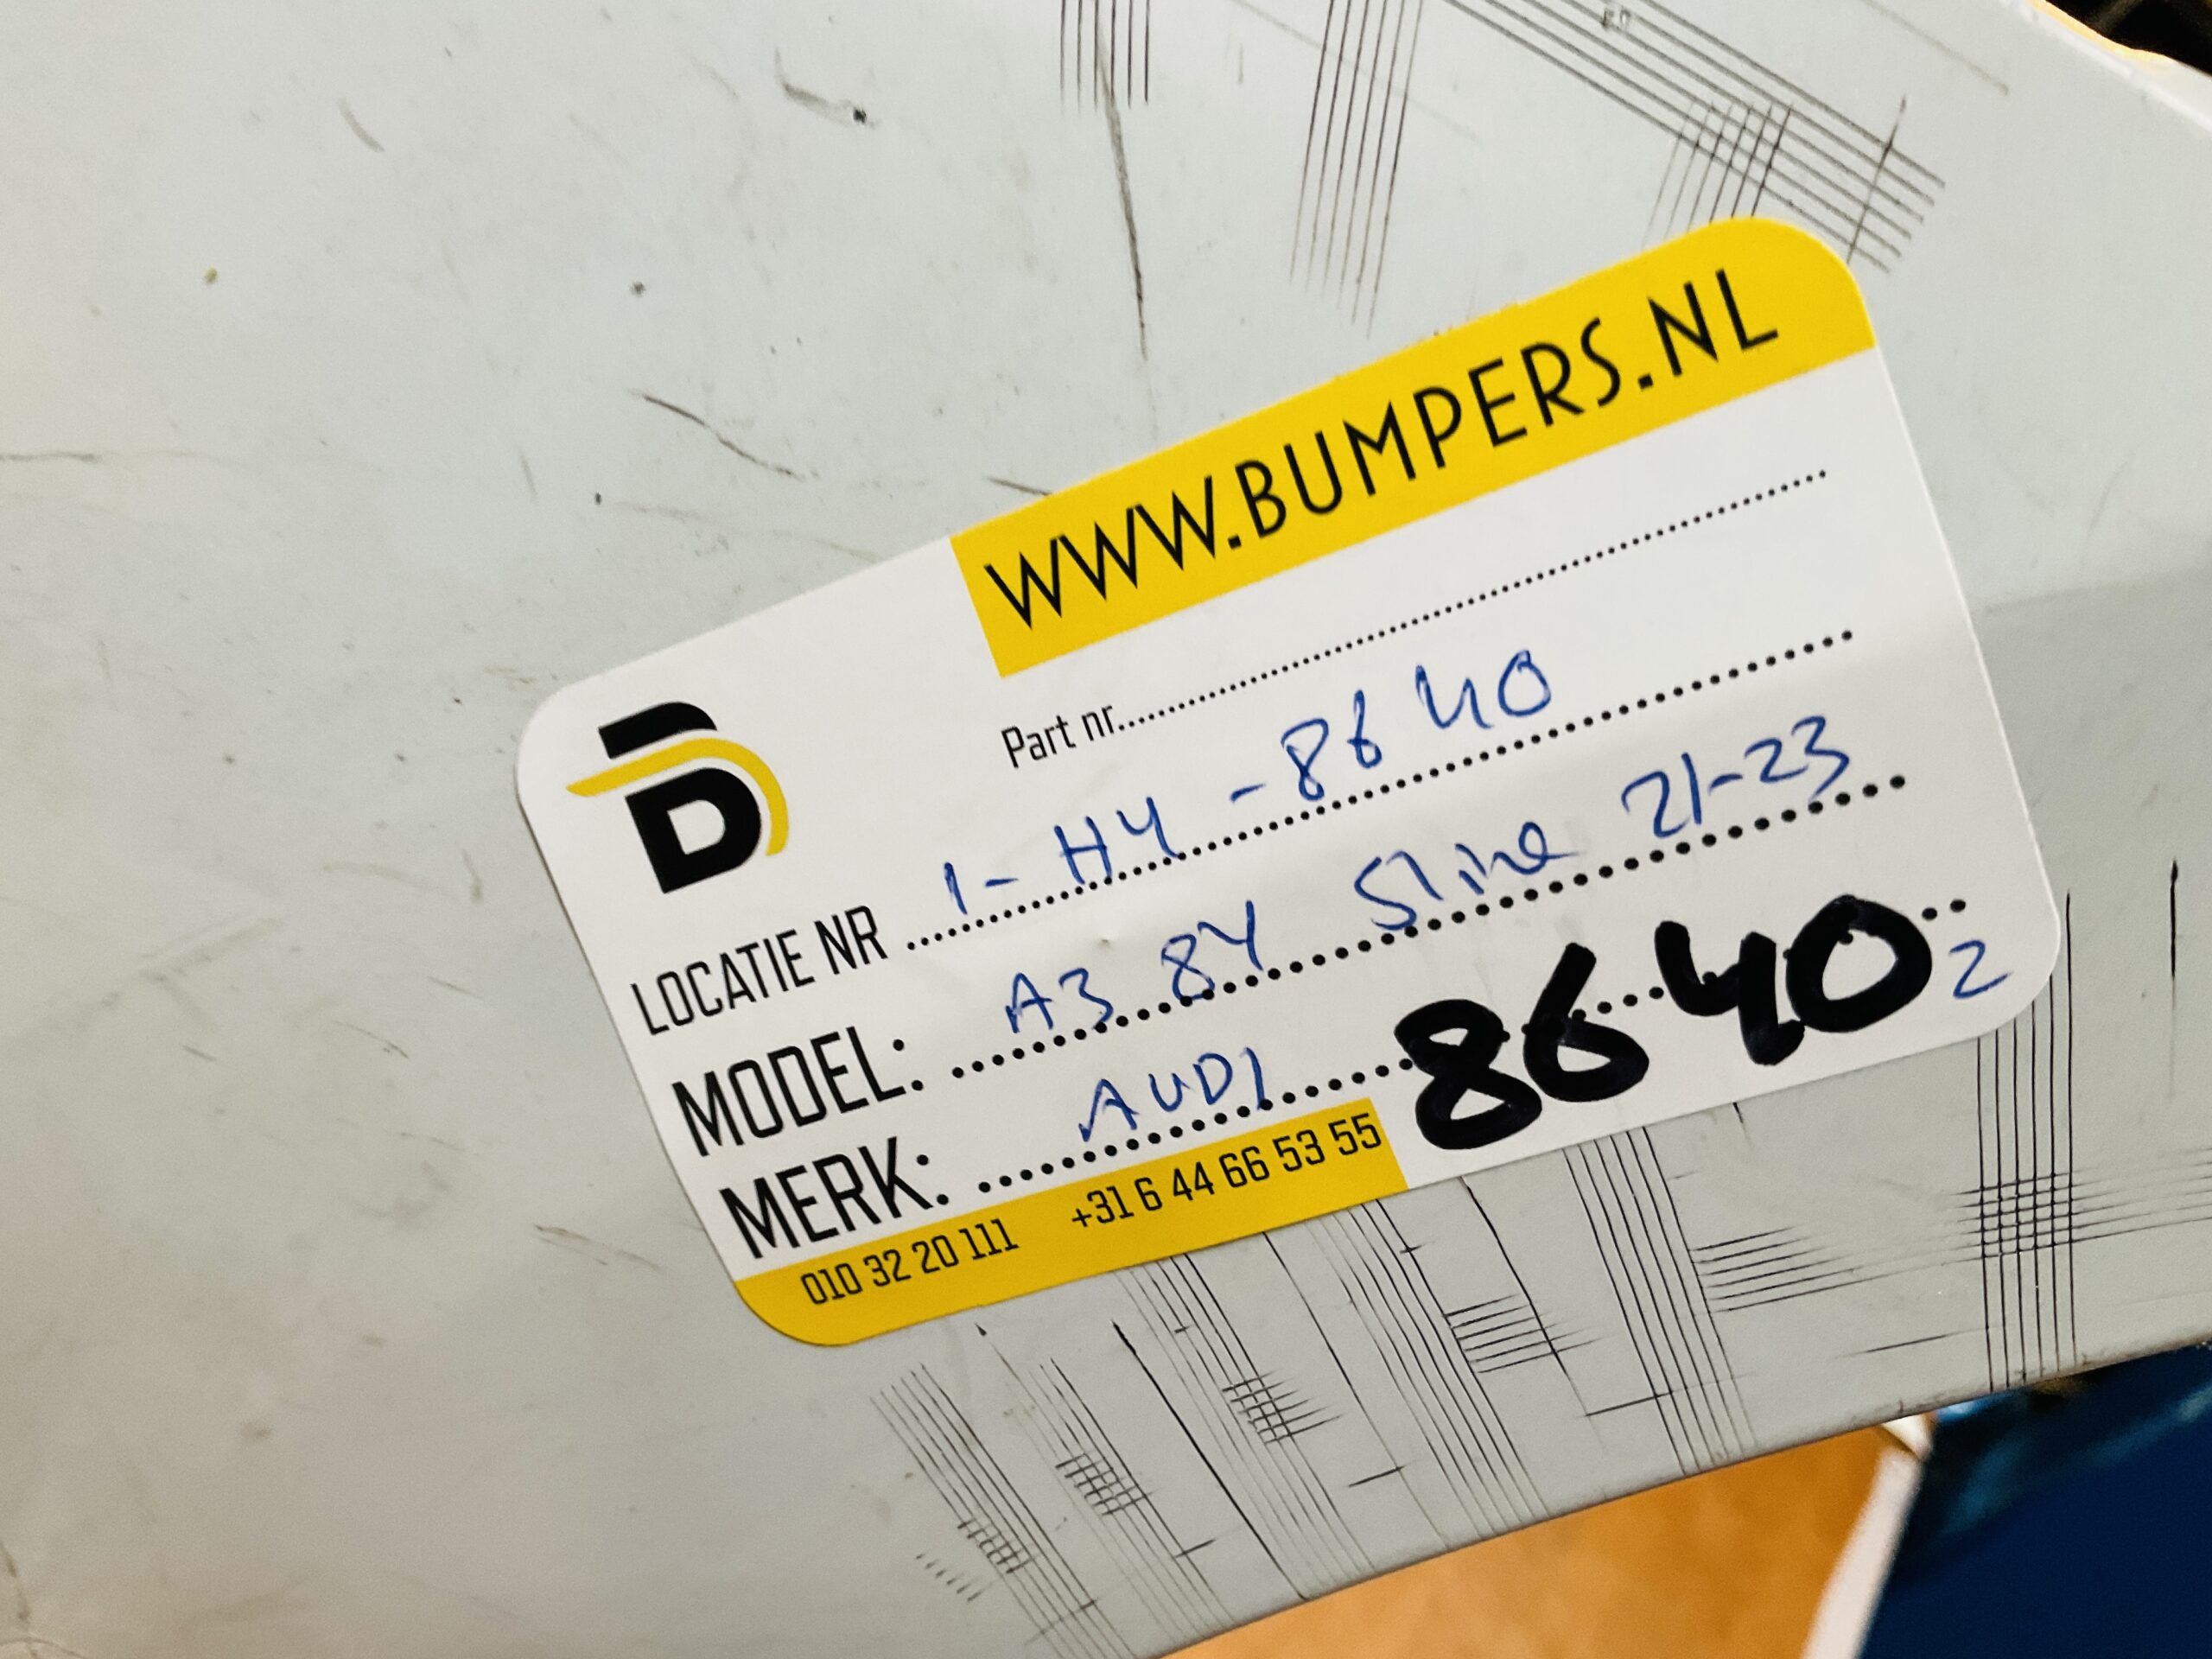 WWW.BUMPERS.NL
Part nr.
LOCATIE NR 1-H4-8640
MODEL: A3 8Y Sline 21-23
MERK: AUDI
8640 2
010 32 20 111 +31 6 44 66 53 55